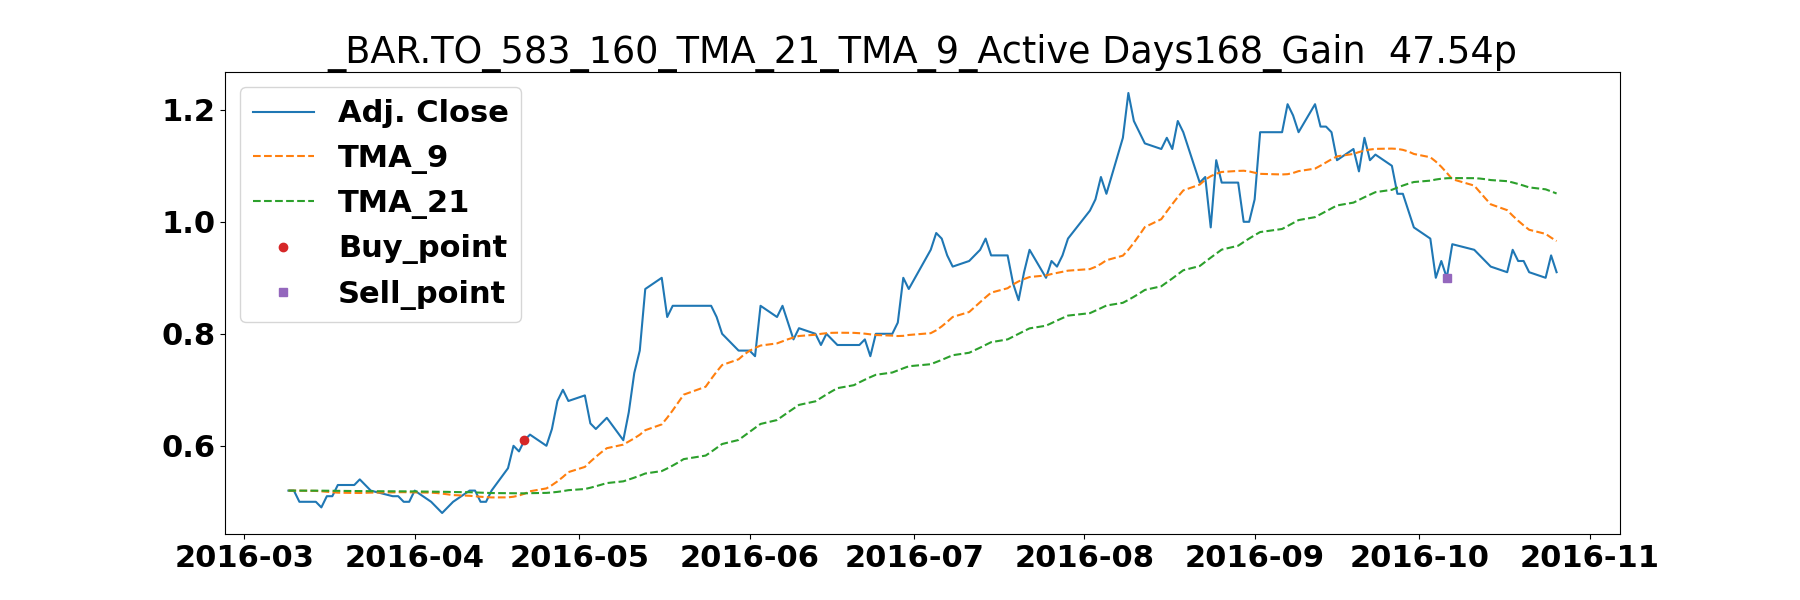 _BAR.TO_583_160_TMA_21_TMA_9_Active Days168_Gain  47.54p
Adj. Close
TMA_9
TMA_21
Buy_point
Sell_point
1.2
1.0
0.8
0.6
2016-03 2016-04 2016-05 2016-06 2016-07 2016-08 2016-09 2016-10 2016-11